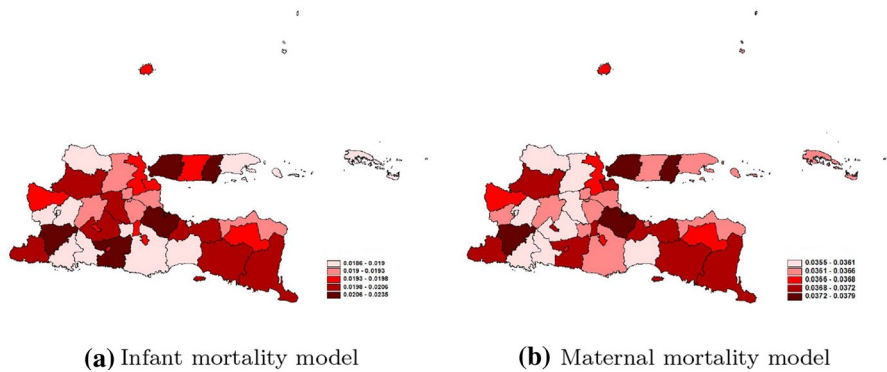 0.0186 - 0.019
0.019 - 0.0193
0.0193 - 0.0198
0.0198 - 0.0206
0.0206 - 0.0235
0.0355 - 0.0361
0.0361 - 0.0366
0.0366 - 0.0368
0.0368 - 0.0372
0.0372 - 0.0379
(a) Infant mortality model
(b) Maternal mortality model